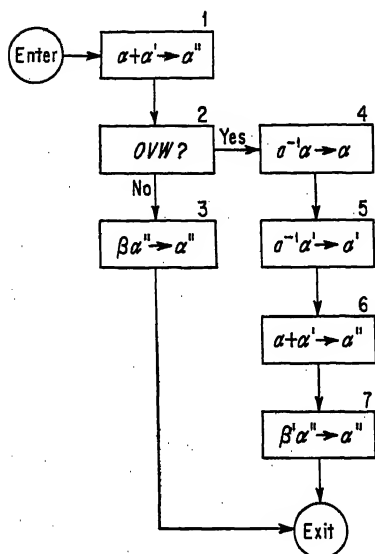 1
Enter
α+α'→α"
2
OVW?
Yes
4
σ⁻¹α→α
No
3
βα"→α"
5
σ⁻¹α'→α'
6
α+α'→α"
7
β'α"→α"
Exit